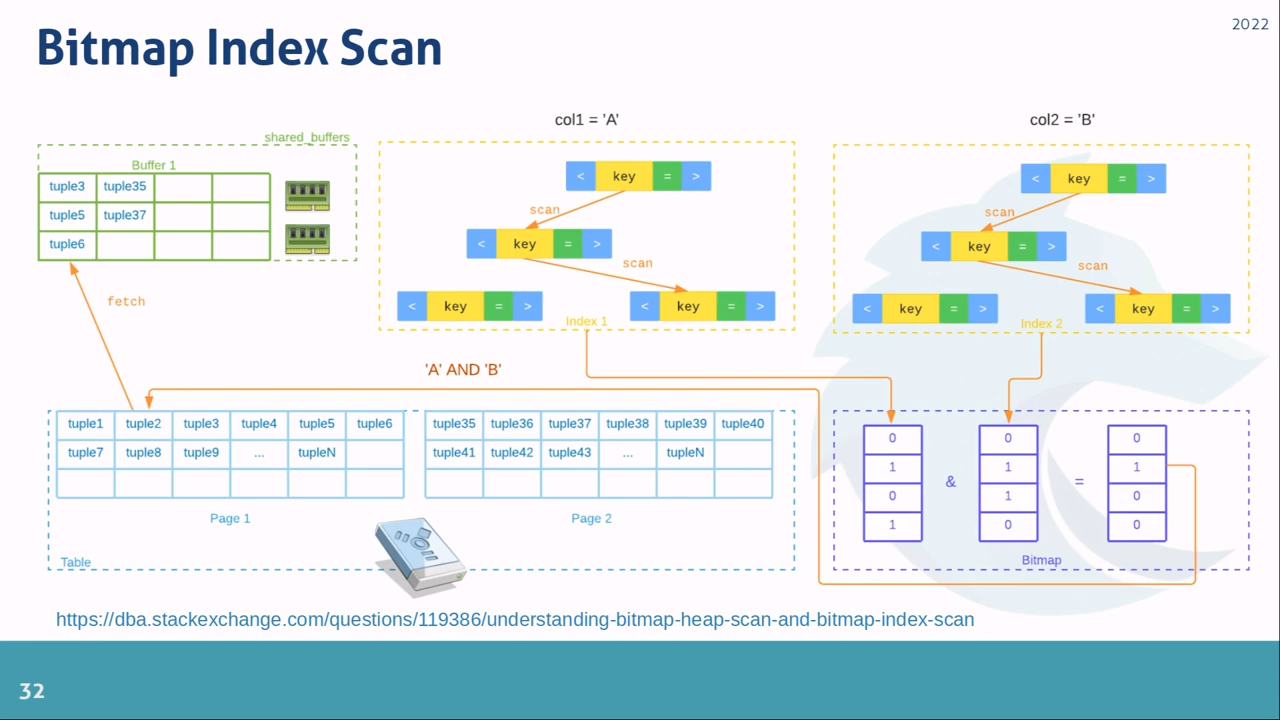 Bitmap Index Scan
2022
shared_buffers
Buffer 1
tuple3 tuple35
tuple5 tuple37
tuple6
fetch
col1 = 'A'
< key = >
scan
< key = >
scan
< key = > < key = >
Index 1
col2 = 'B'
< key = >
scan
< key = >
scan
< key = > < key = >
Index 2
'A' AND 'B'
tuple1 tuple2 tuple3 tuple4 tuple5 tuple6
tuple7 tuple8 tuple9 ... tupleN
Page 1
tuple35 tuple36 tuple37 tuple38 tuple39 tuple40
tuple41 tuple42 tuple43 ... tupleN
Page 2
Table
0 0 0
1 1 1
& =
0 1 0
1 0 0
Bitmap
https://dba.stackexchange.com/questions/119386/understanding-bitmap-heap-scan-and-bitmap-index-scan
32